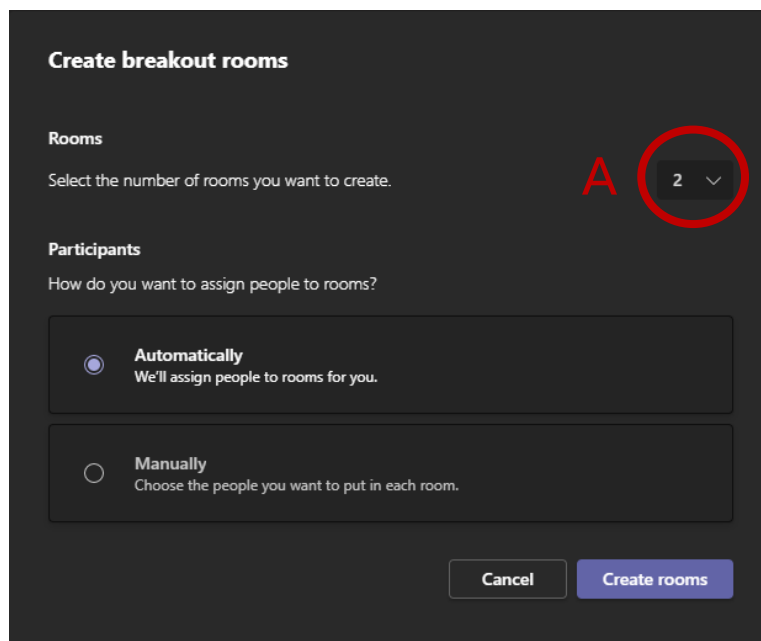 Create breakout rooms
Rooms
Select the number of rooms you want to create.
A
2
Participants
How do you want to assign people to rooms?
Automatically
We'll assign people to rooms for you.
Manually
Choose the people you want to put in each room.
Cancel
Create rooms